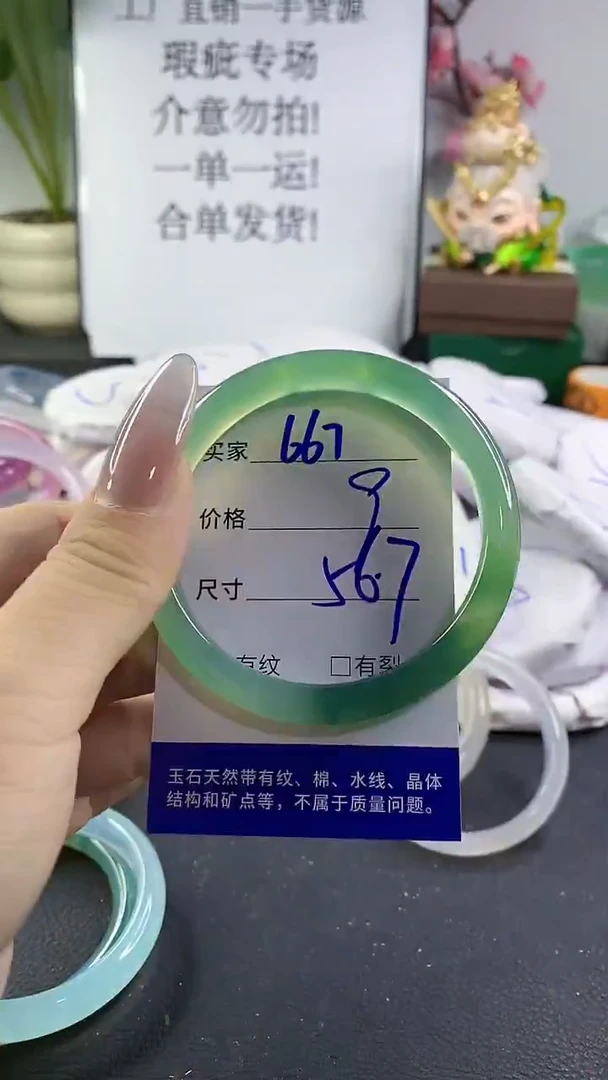 工厂直销一手货源
瑕疵专场
介意勿拍!
一单一运!
合单发货!
买家 667
价格 9
尺寸 56.7
有纹 □有裂
玉石天然带有纹、棉、水线、晶体
结构和矿点等，不属于质量问题。